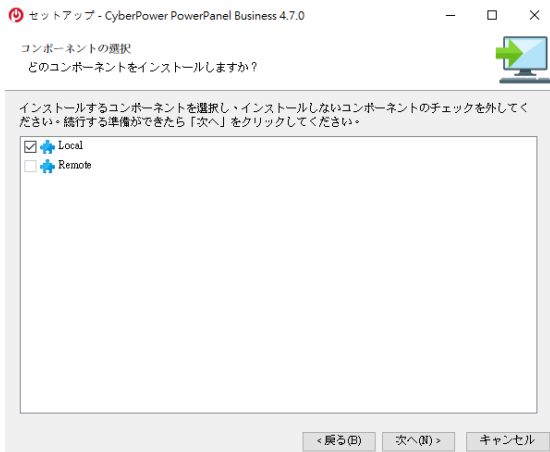 セットアップ - CyberPower PowerPanel Business 4.7.0
コンポーネントの選択
どのコンポーネントをインストールしますか？
インストールするコンポーネントを選択し、インストールしないコンポーネントのチェックを外してく
ださい。続行する準備ができたら「次へ」をクリックしてください。
Local
Remote
< 戻る(B)
次へ(N) >
キャンセル